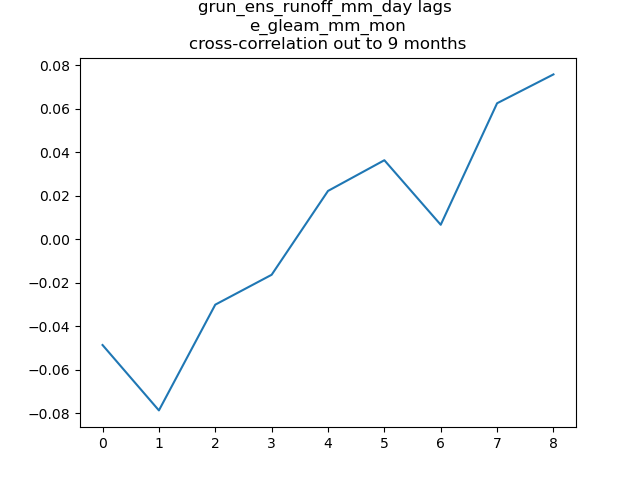 grun_ens_runoff_mm_day lags
e_gleam_mm_mon
cross-correlation out to 9 months
0.08
0.06
0.04
0.02
0.00
−0.02
−0.04
−0.06
−0.08
0 1 2 3 4 5 6 7 8